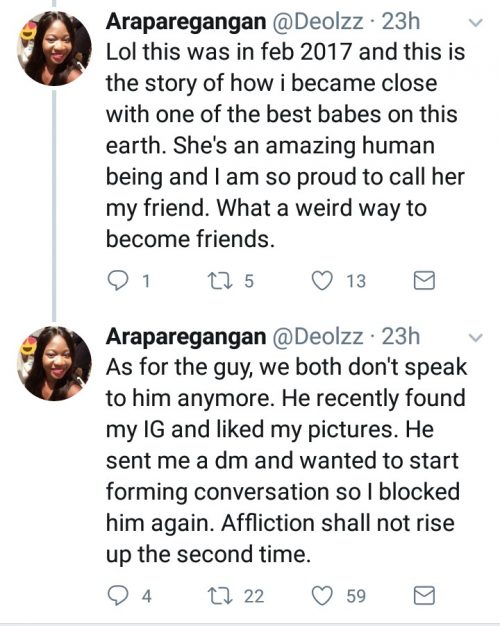 Araparegangan @Deolzz · 23h
Lol this was in feb 2017 and this is
the story of how i became close
with one of the best babes on this
earth. She's an amazing human
being and I am so proud to call her
my friend. What a weird way to
become friends.
1 5 13
Araparegangan @Deolzz · 23h
As for the guy, we both don't speak
to him anymore. He recently found
my IG and liked my pictures. He
sent me a dm and wanted to start
forming conversation so I blocked
him again. Affliction shall not rise
up the second time.
4 22 59